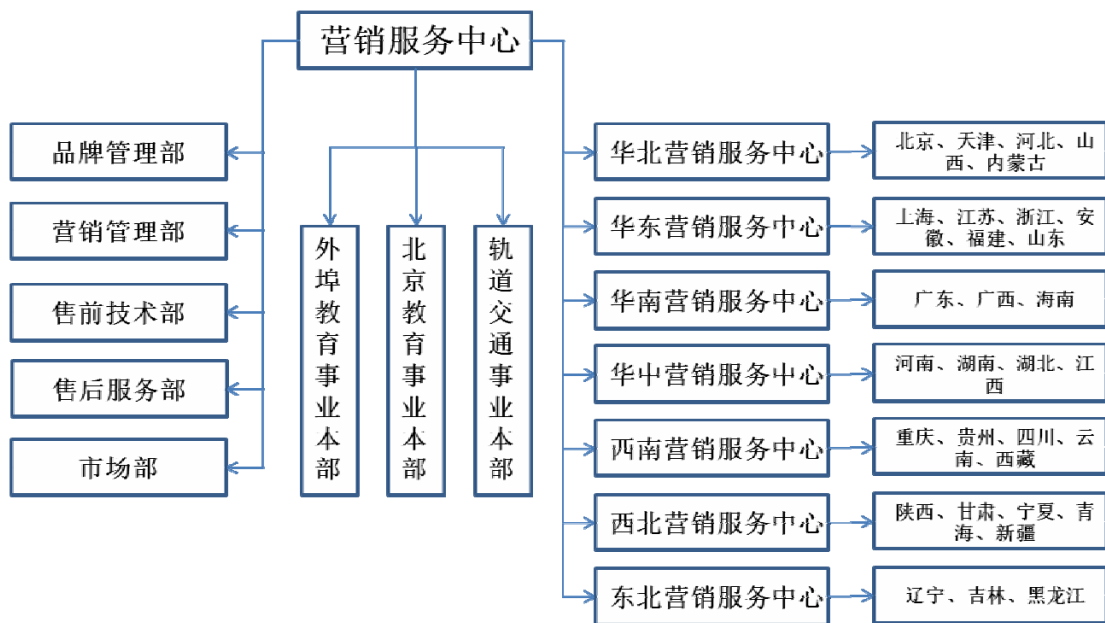 营销服务中心
品牌管理部
营销管理部
售前技术部
售后服务部
市场部
外埠教育事业本部
北京教育事业本部
轨道交通事业本部
华北营销服务中心
北京、天津、河北、山
西、内蒙古
华东营销服务中心
上海、江苏、浙江、安
徽、福建、山东
华南营销服务中心
广东、广西、海南
华中营销服务中心
河南、湖南、湖北、江
西
西南营销服务中心
重庆、贵州、四川、云
南、西藏
西北营销服务中心
陕西、甘肃、宁夏、青
海、新疆
东北营销服务中心
辽宁、吉林、黑龙江